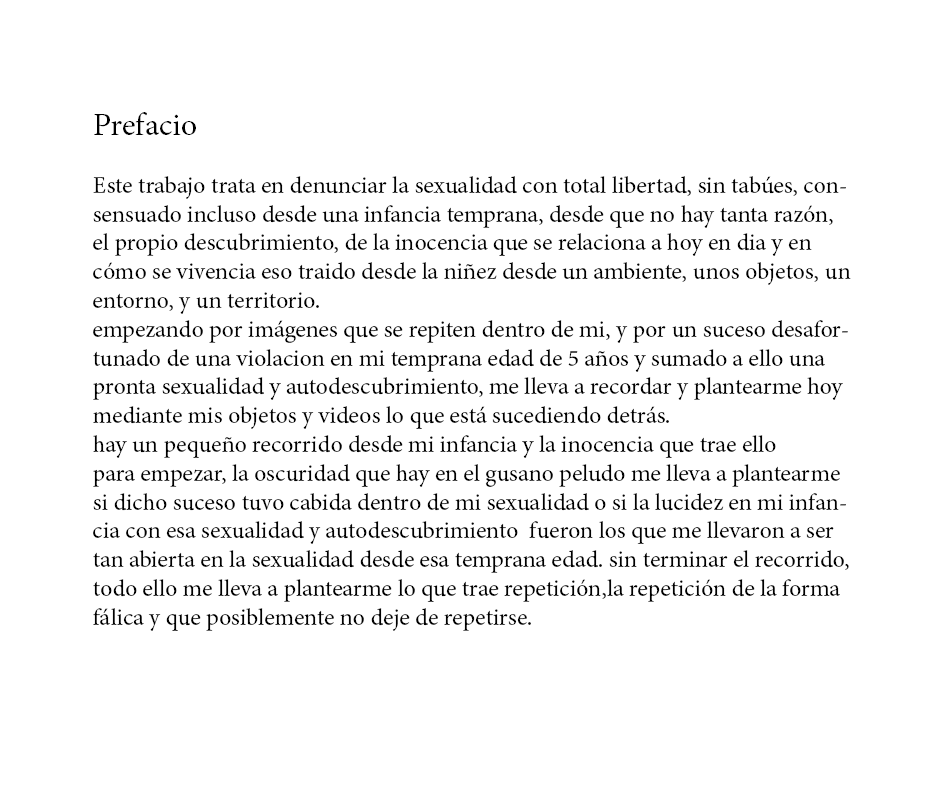 Prefacio
Este trabajo trata en denunciar la sexualidad con total libertad, sin tabúes, con-
sensuado incluso desde una infancia temprana, desde que no hay tanta razón,
el propio descubrimiento, de la inocencia que se relaciona a hoy en dia y en
cómo se vivencia eso traido desde la niñez desde un ambiente, unos objetos, un
entorno, y un territorio.
empezando por imágenes que se repiten dentro de mi, y por un suceso desafor-
tunado de una violacion en mi temprana edad de 5 años y sumado a ello una
pronta sexualidad y autodescubrimiento, me lleva a recordar y plantearme hoy
mediante mis objetos y videos lo que está sucediendo detrás.
hay un pequeño recorrido desde mi infancia y la inocencia que trae ello
para empezar, la oscuridad que hay en el gusano peludo me lleva a plantearme
si dicho suceso tuvo cabida dentro de mi sexualidad o si la lucidez en mi infan-
cia con esa sexualidad y autodescubrimiento  fueron los que me llevaron a ser
tan abierta en la sexualidad desde esa temprana edad. sin terminar el recorrido,
todo ello me lleva a plantearme lo que trae repetición,la repetición de la forma
fálica y que posiblemente no deje de repetirse.